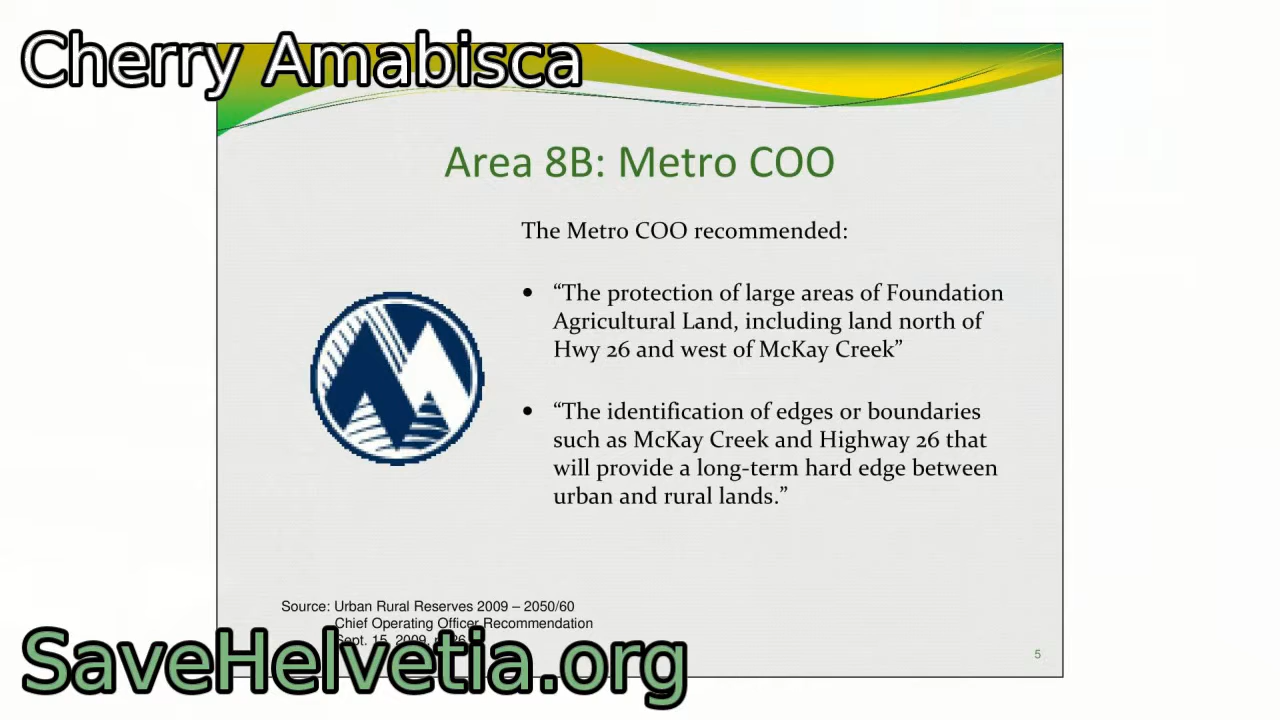 Cherry Amabisca
Area 8B: Metro COO
The Metro COO recommended:
• “The protection of large areas of Foundation
Agricultural Land, including land north of
Hwy 26 and west of McKay Creek”
• “The identification of edges or boundaries
such as McKay Creek and Highway 26 that
will provide a long-term hard edge between
urban and rural lands.”
Source: Urban Rural Reserves 2009 – 2050/60
Chief Operating Officer Recommendation
Sept. 15, 2009,
SaveHelvetia.org
5